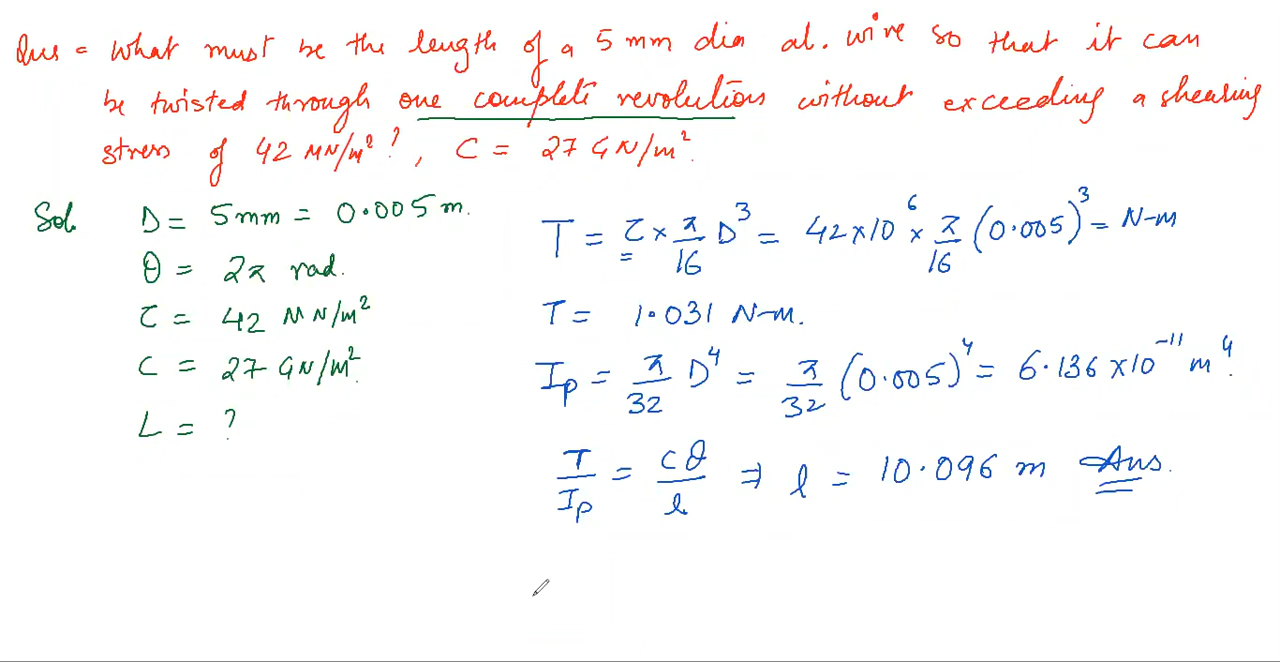 Ques = What must be the length of a 5 mm dia al. wire so that it can
be twisted through one complete revolutions without exceeding a shearing
stress of 42 MN/m²?, C = 27 GN/m².
Sol. D = 5mm = 0.005 m.
θ = 2π rad.
τ = 42 MN/m²
C = 27 GN/m²
L = ?
T = τ × π/16 D³ = 42×10⁶ × π/16 (0.005)³ = N-m
T = 1.031 N-m.
Ip = π/32 D⁴ = π/32 (0.005)⁴ = 6.136 × 10⁻¹¹ m⁴.
T/Ip = Cθ/l ⇒ l = 10.096 m Ans.